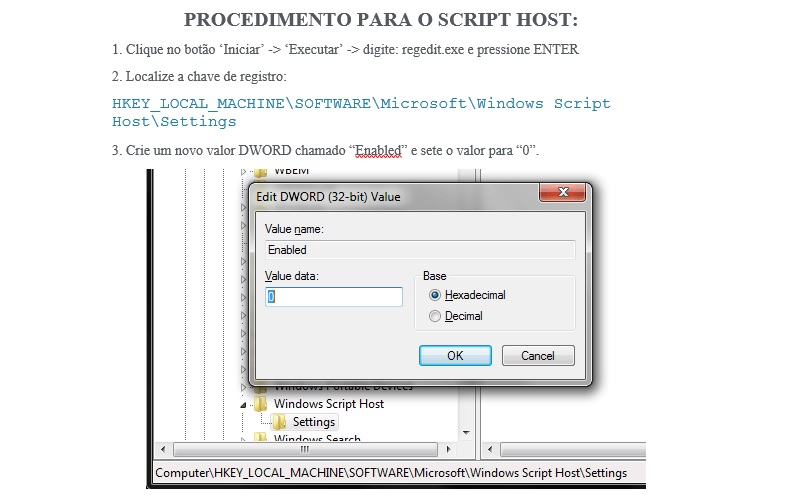 PROCEDIMENTO PARA O SCRIPT HOST:
1. Clique no botão ‘Iniciar’ -> ‘Executar’ -> digite: regedit.exe e pressione ENTER
2. Localize a chave de registro:
HKEY_LOCAL_MACHINE\SOFTWARE\Microsoft\Windows Script
Host\Settings
3. Crie um novo valor DWORD chamado “Enabled” e sete o valor para “0”.
WBEM
Edit DWORD (32-bit) Value
Value name:
Enabled
Value data:
0
Base
Hexadecimal
Decimal
OK
Cancel
Windows Portable Devices
Windows Script Host
Settings
Windows Search
Computer\HKEY_LOCAL_MACHINE\SOFTWARE\Microsoft\Windows Script Host\Settings